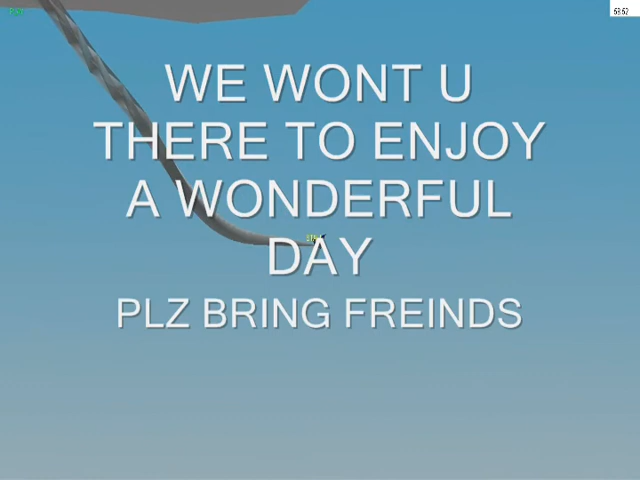 WE WONT U
THERE TO ENJOY
A WONDERFUL
DAY
PLZ BRING FREINDS